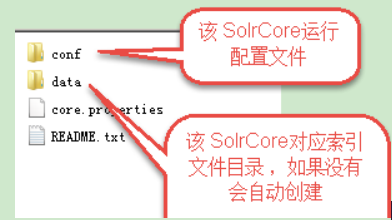 该 SolrCore运行
配置文件
conf
data
core.properties
README.txt
该 SolrCore对应索引
文件目录，如果没有
会自动创建